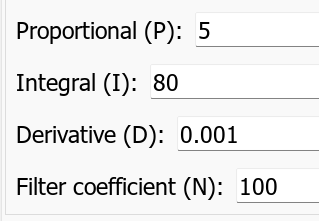 Proportional (P): 5
Integral (I): 80
Derivative (D): 0.001
Filter coefficient (N): 100